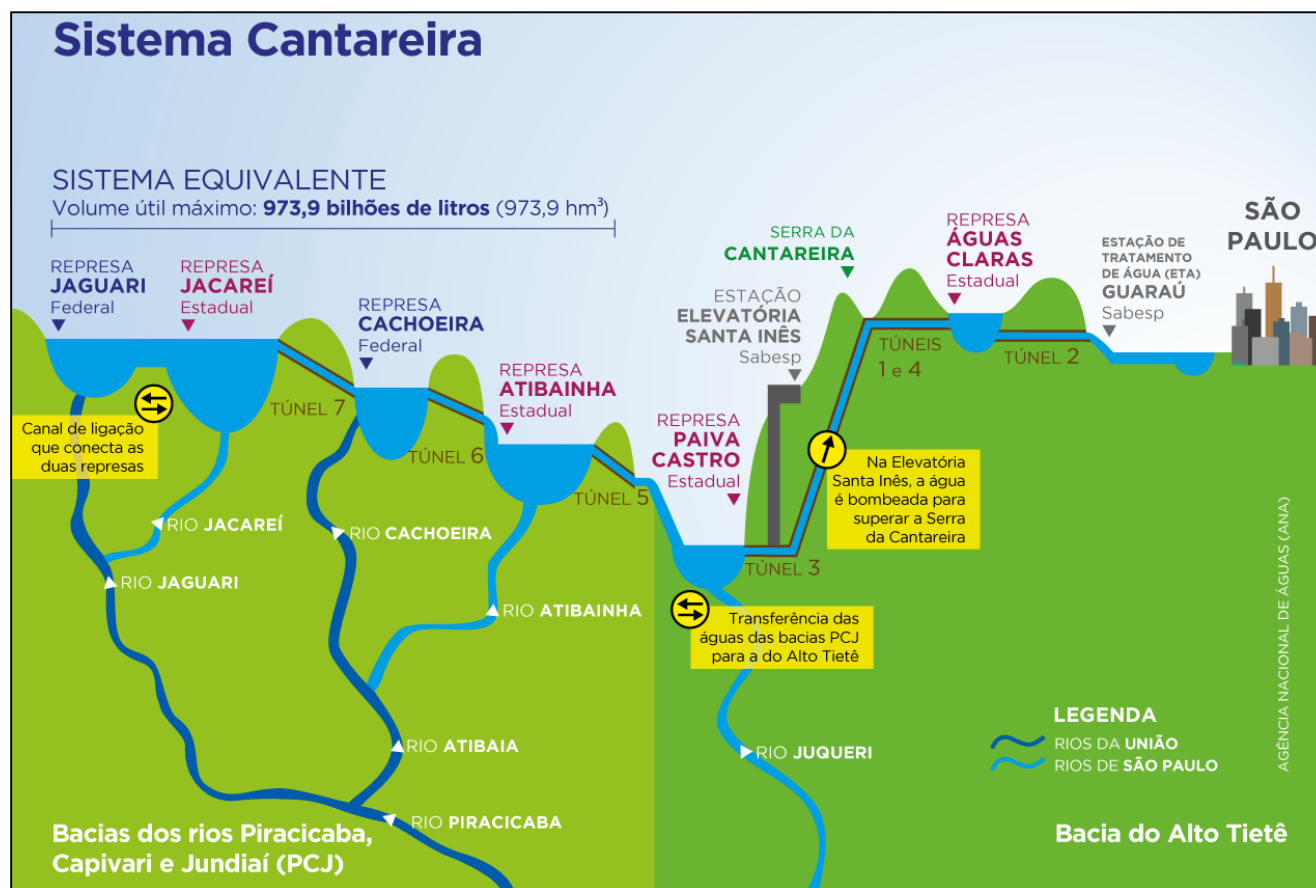 Sistema Cantareira
SISTEMA EQUIVALENTE
Volume útil máximo: 973,9 bilhões de litros (973,9 hm³)
REPRESA
JAGUARI
Federal
REPRESA
JACAREÍ
Estadual
REPRESA
CACHOEIRA
Federal
REPRESA
ATIBAINHA
Estadual
REPRESA
PAIVA
CASTRO
Estadual
ESTAÇÃO
ELEVATÓRIA
SANTA INÊS
Sabesp
SERRA DA
CANTAREIRA
REPRESA
ÁGUAS
CLARAS
Estadual
ESTAÇÃO DE
TRATAMENTO
DE ÁGUA (ETA)
GUARAÚ
Sabesp
SÃO
PAULO
TÚNEL 7
TÚNEL 6
TÚNEL 5
TÚNEL 3
TÚNEIS
1 e 4
TÚNEL 2
Canal de ligação
que conecta as
duas represas
Na Elevatória
Santa Inês, a água
é bombeada para
superar a Serra
da Cantareira
Transferência das
águas das bacias PCJ
para a do Alto Tietê
RIO JACAREÍ
RIO JAGUARI
RIO CACHOEIRA
RIO ATIBAINHA
RIO ATIBAIA
RIO PIRACICABA
RIO JUQUERI
LEGENDA
RIOS DA UNIÃO
RIOS DE SÃO PAULO
AGÊNCIA NACIONAL DE ÁGUAS (ANA)
Bacias dos rios Piracicaba,
Capivari e Jundiaí (PCJ)
Bacia do Alto Tietê